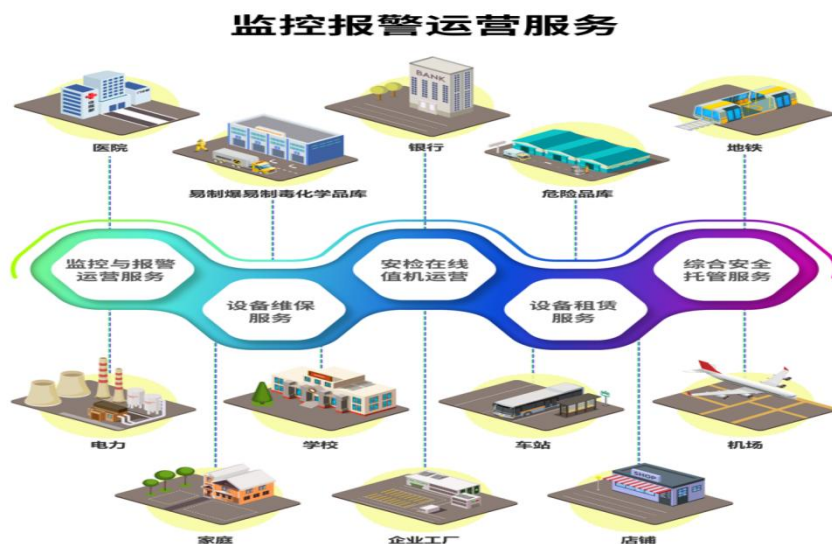 监控报警运营服务
BANK
医院
银行
地铁
易制爆易制毒化学品库
危险品库
监控与报警
运营服务
安检在线
值机运营
综合安全
托管服务
设备维保
服务
设备租赁
服务
电力
学校
车站
机场
SHOP
家庭
企业工厂
店铺